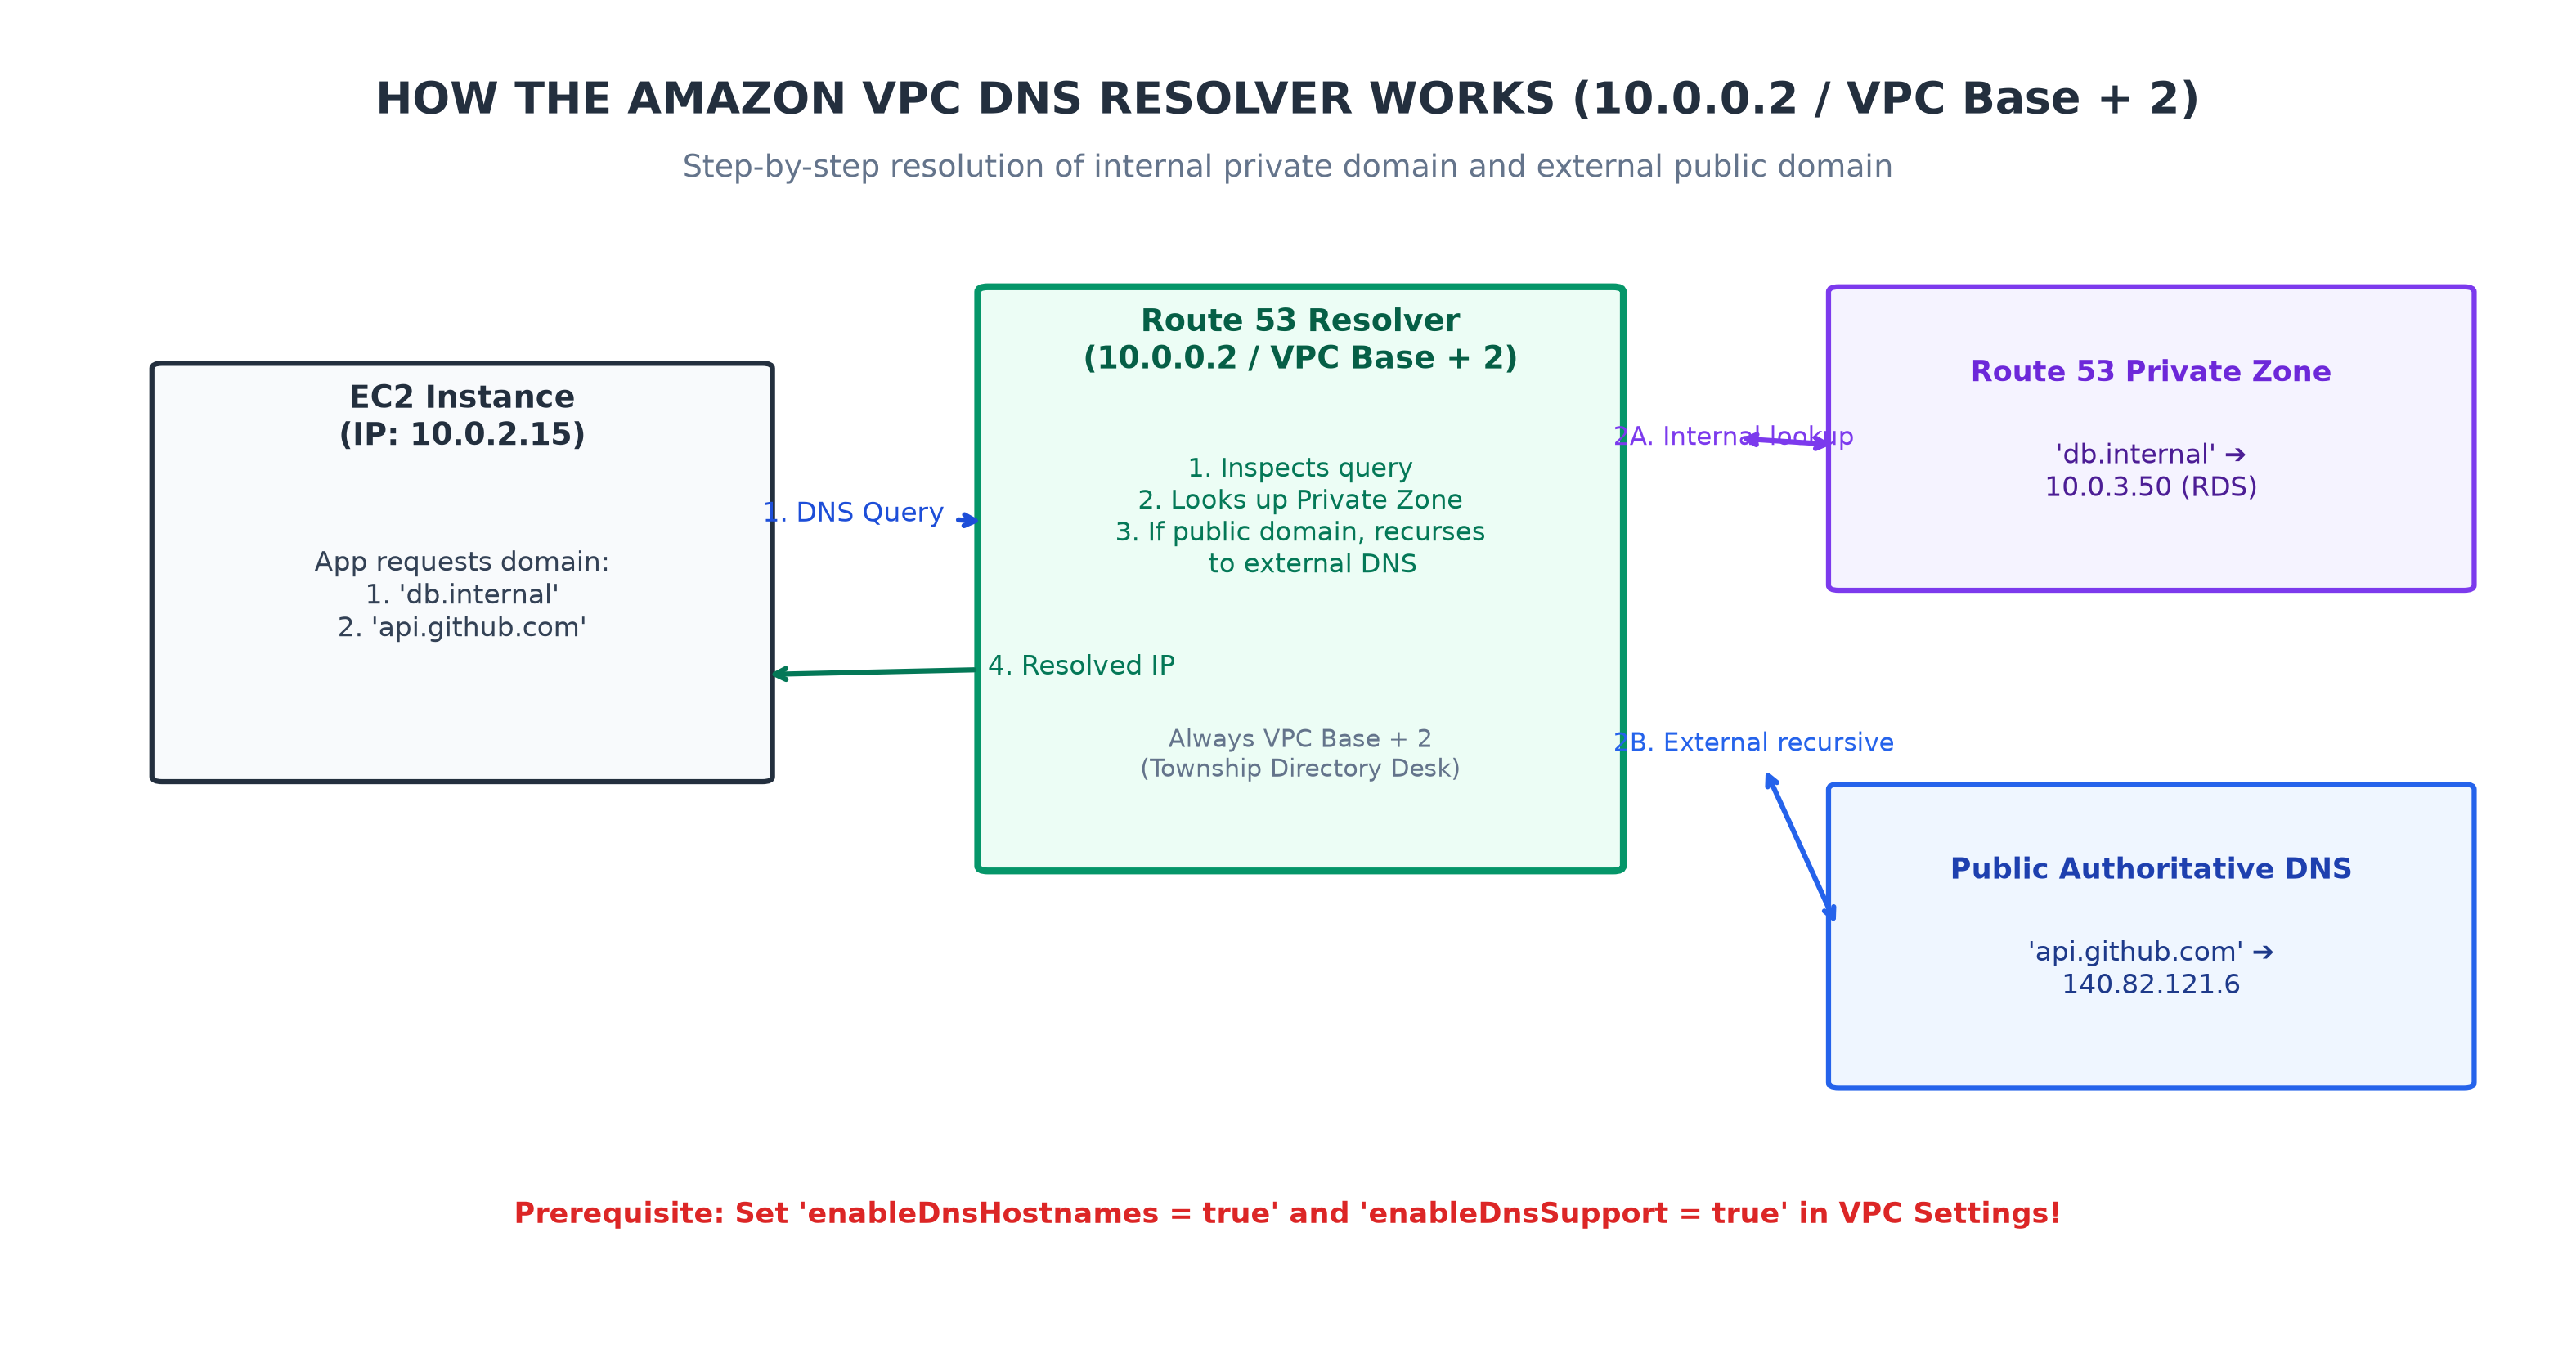 HOW THE AMAZON VPC DNS RESOLVER WORKS (10.0.0.2 / VPC Base + 2)
Step-by-step resolution of internal private domain and external public domain
EC2 Instance
(IP: 10.0.2.15)
App requests domain:
1. 'db.internal'
2. 'api.github.com'
1. DNS Query
Route 53 Resolver
(10.0.0.2 / VPC Base + 2)
1. Inspects query
2. Looks up Private Zone
3. If public domain, recurses
to external DNS
4. Resolved IP
Always VPC Base + 2
(Township Directory Desk)
2A. Internal lookup
Route 53 Private Zone
'db.internal' ➔
10.0.3.50 (RDS)
2B. External recursive
Public Authoritative DNS
'api.github.com' ➔
140.82.121.6
Prerequisite: Set 'enableDnsHostnames = true' and 'enableDnsSupport = true' in VPC Settings!